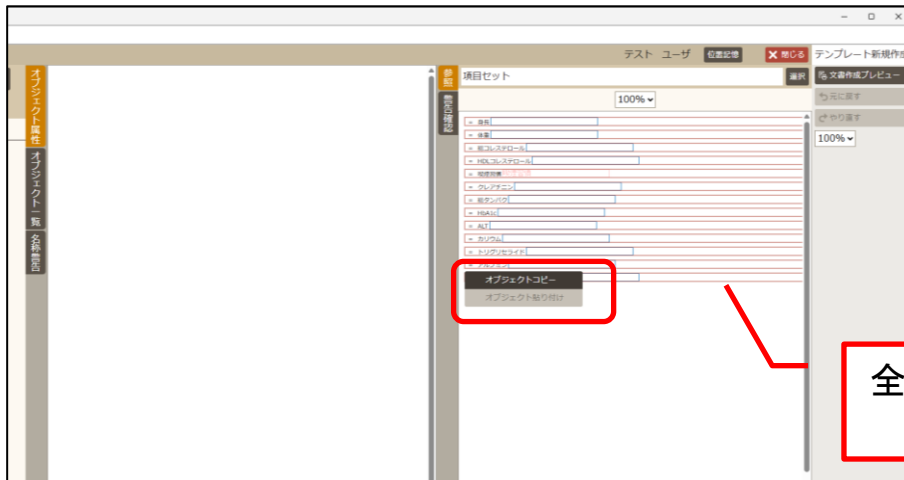 テスト ユーザ 位置記憶 ✕ 閉じる テンプレート新規作成
オブジェクト属性
オブジェクト一覧
名称警告
参照
警告確認
項目セット
選択
文書作成プレビュー
元に戻す
やり直す
100%
100%
身長
体重
総コレステロール
HDLコレステロール
クレアチニン
総タンパク
HbA1c
ALT
カリウム
トリグリセライド
オブジェクトコピー
オブジェクト貼り付け
全